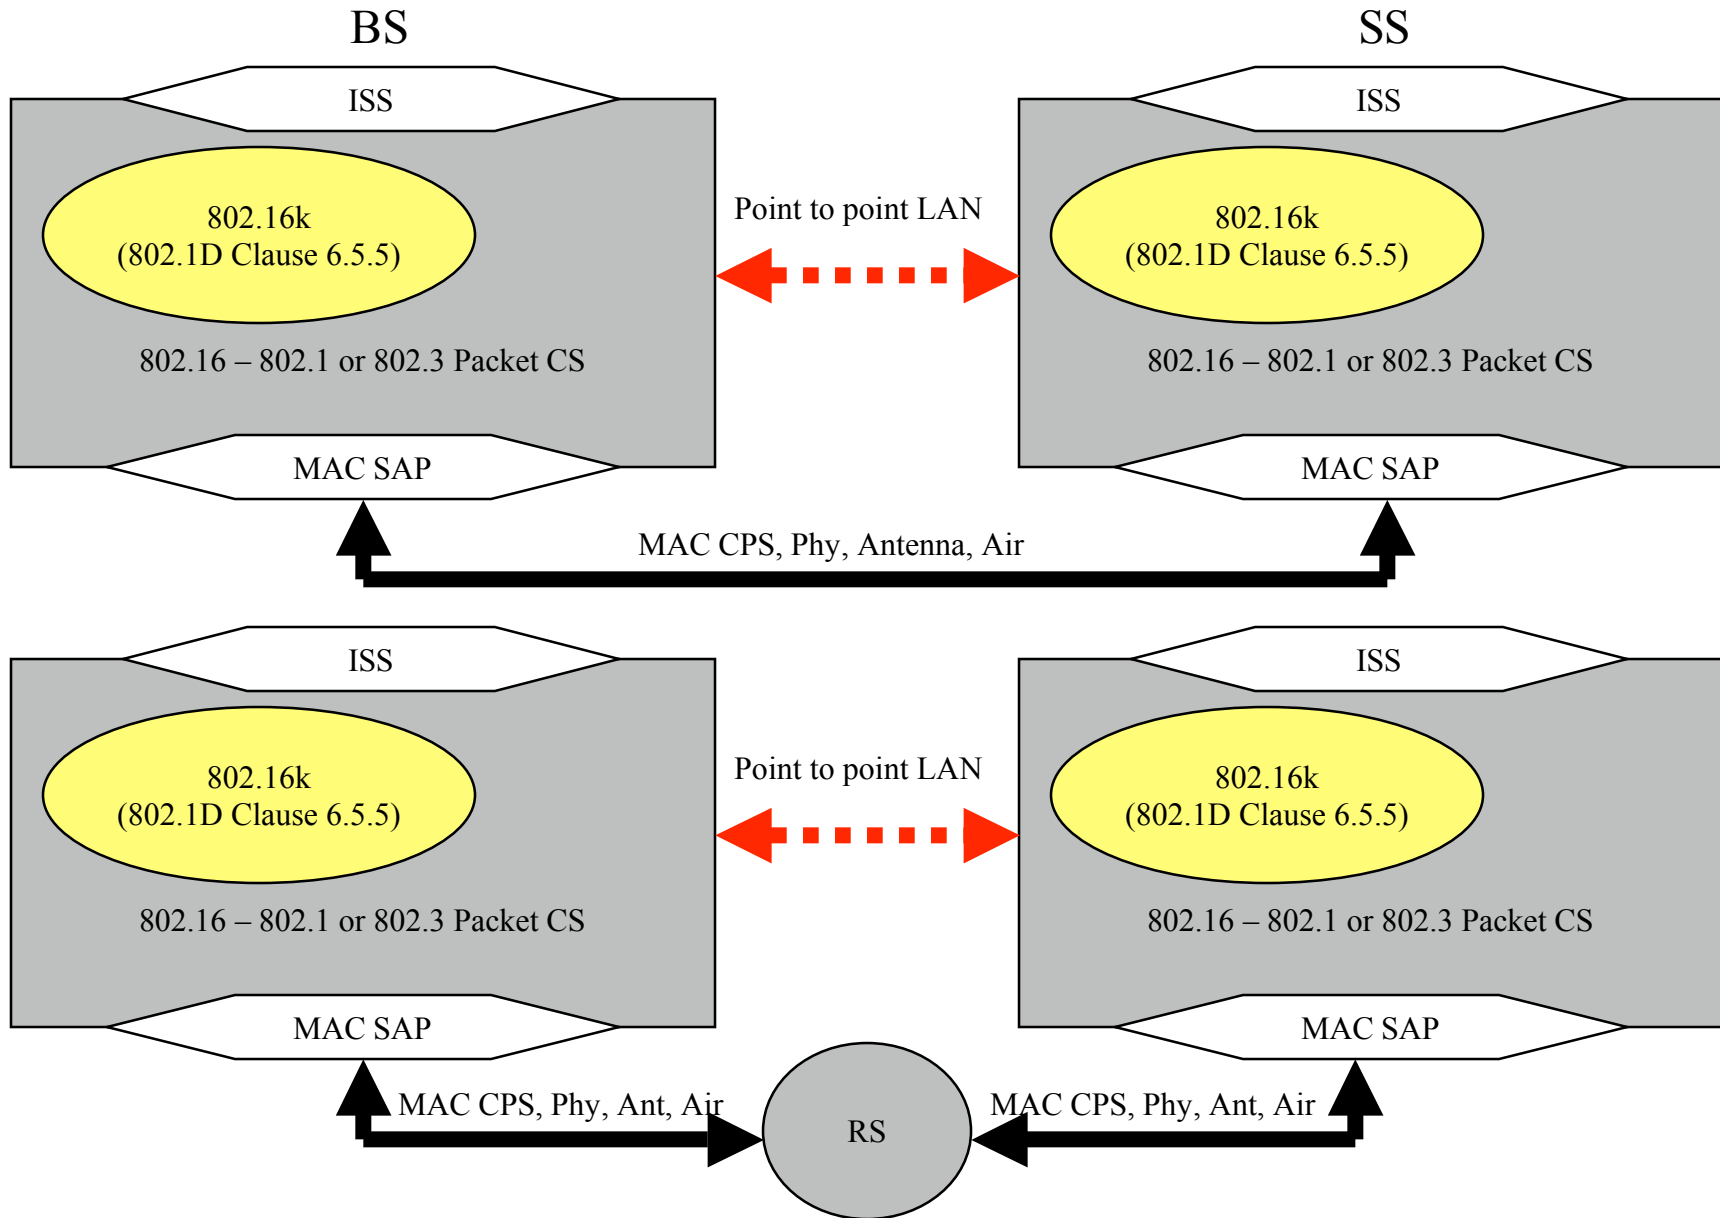 BS
SS
ISS
ISS
802.16k
(802.1D Clause 6.5.5)
Point to point LAN
802.16k
(802.1D Clause 6.5.5)
802.16 – 802.1 or 802.3 Packet CS
802.16 – 802.1 or 802.3 Packet CS
MAC SAP
MAC SAP
MAC CPS, Phy, Antenna, Air
ISS
ISS
802.16k
(802.1D Clause 6.5.5)
Point to point LAN
802.16k
(802.1D Clause 6.5.5)
802.16 – 802.1 or 802.3 Packet CS
802.16 – 802.1 or 802.3 Packet CS
MAC SAP
MAC SAP
MAC CPS, Phy, Ant, Air
MAC CPS, Phy, Ant, Air
RS